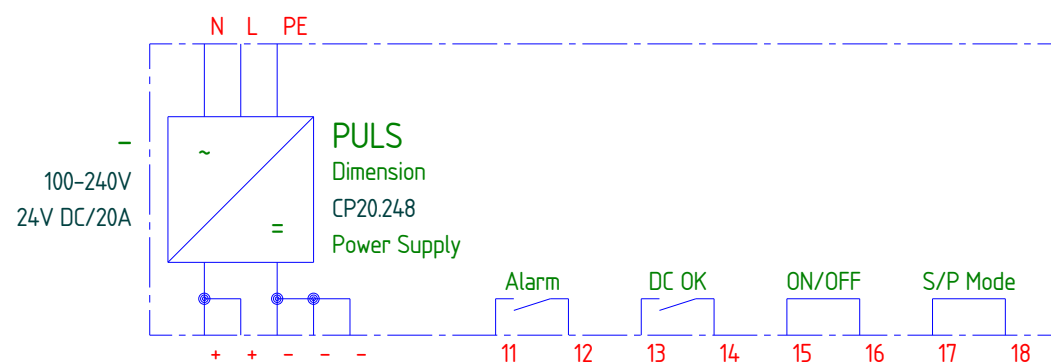 N L PE
PULS
Dimension
CP20.248
Power Supply
-
100-240V
24V DC/20A
~
=
Alarm DC OK ON/OFF S/P Mode
+ + - - - 11 12 13 14 15 16 17 18